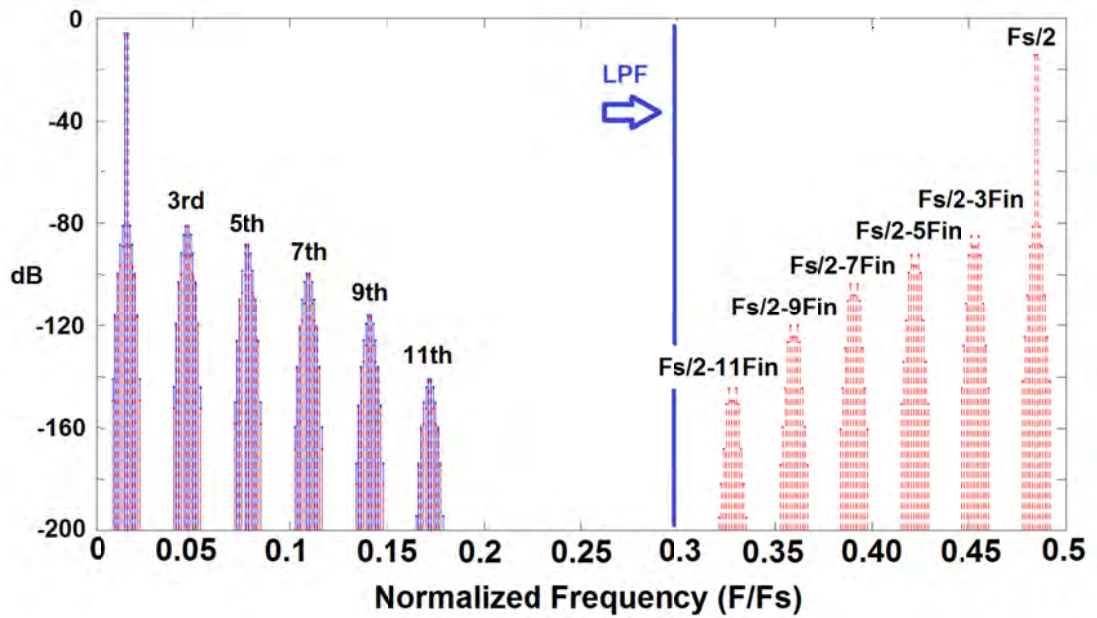 0
Fs/2
LPF
-40
Fs/2-3Fin
3rd
-80
5th
Fs/2-5Fin
7th
Fs/2-7Fin
dB
9th
Fs/2-9Fin
-120
11th
Fs/2-11Fin
-160
-200
0 0.05 0.1 0.15 0.2 0.3 0.35 0.40 0.45 0.5
Normalized Frequency (F/Fs)